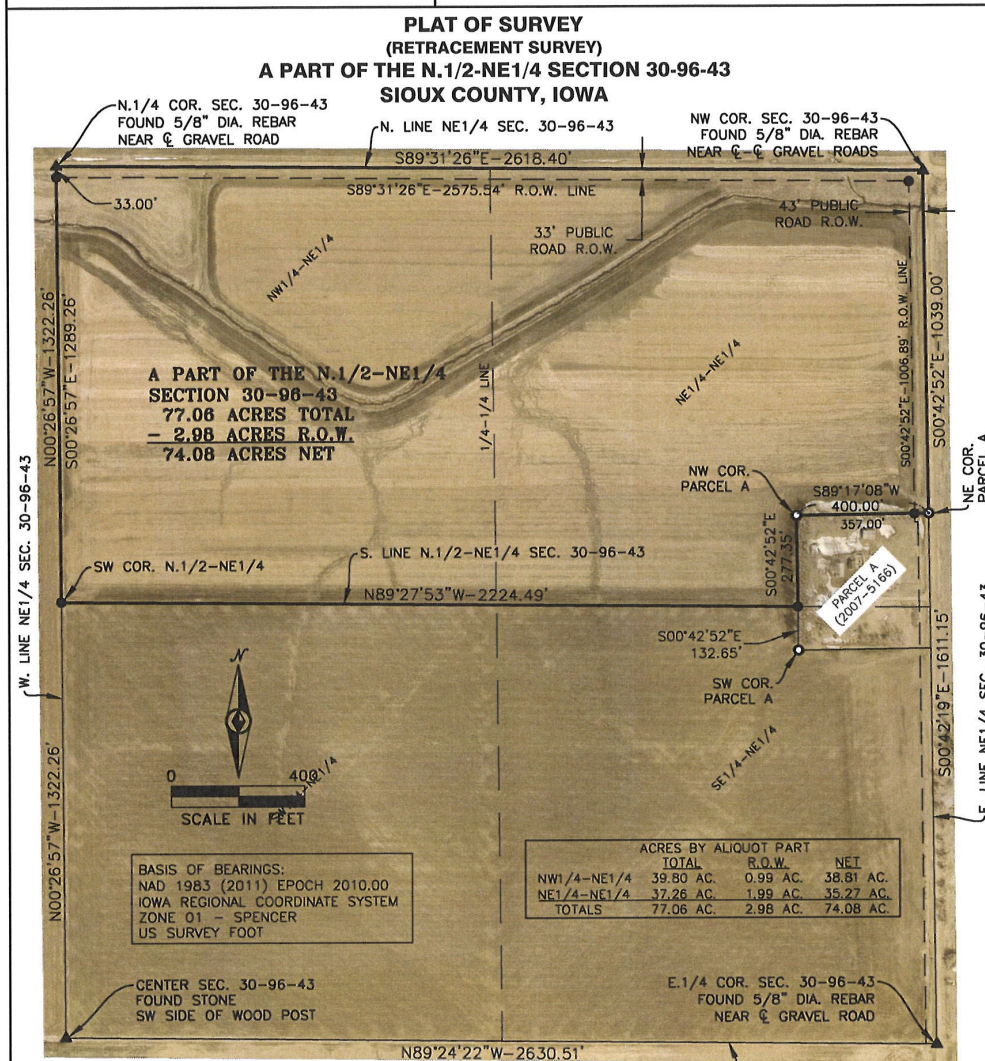 PLAT OF SURVEY
(RETRACEMENT SURVEY)
A PART OF THE N.1/2-NE1/4 SECTION 30-96-43
SIOUX COUNTY, IOWA
N.1/4 COR. SEC. 30-96-43
FOUND 5/8" DIA. REBAR
NEAR ℄ GRAVEL ROAD
N. LINE NE1/4 SEC. 30-96-43
NW COR. SEC. 30-96-43
FOUND 5/8" DIA. REBAR
NEAR ℄-℄ GRAVEL ROADS
S89°31'26"E-2618.40'
S89°31'26"E-2575.54' R.O.W. LINE
33.00'
33' PUBLIC
ROAD R.O.W.
43' PUBLIC
ROAD R.O.W.
NW1/4-NE1/4
NE1/4-NE1/4
N00°26'57"W-1322.26'
S00°26'57"E-1289.26'
1/4-1/4 LINE
S00°42'52"E-1006.89' R.O.W. LINE
S00°42'52"E-1039.00'
A PART OF THE N.1/2-NE1/4
SECTION 30-96-43
77.06 ACRES TOTAL
- 2.98 ACRES R.O.W.
74.08 ACRES NET
W. LINE NE1/4 SEC. 30-96-43
NW COR.
PARCEL A
S89°17'08"W
400.00'
357.00'
NE COR.
PARCEL A
S00°42'52"E
277.35'
PARCEL A
(2007-5166)
SW COR. N.1/2-NE1/4
S. LINE N.1/2-NE1/4 SEC. 30-96-43
N89°27'53"W-2224.49'
S00°42'52"E
132.65'
SW COR.
PARCEL A
S00°42'19"E-1611.15'
E. LINE NE1/4 SEC. 30-96-43
N
0 400
SCALE IN FEET
SE1/4-NE1/4
N00°26'57"W-1322.26'
BASIS OF BEARINGS:
NAD 1983 (2011) EPOCH 2010.00
IOWA REGIONAL COORDINATE SYSTEM
ZONE 01 - SPENCER
US SURVEY FOOT
ACRES BY ALIQUOT PART
TOTAL R.O.W. NET
NW1/4-NE1/4 39.80 AC. 0.99 AC. 38.81 AC.
NE1/4-NE1/4 37.26 AC. 1.99 AC. 35.27 AC.
TOTALS 77.06 AC. 2.98 AC. 74.08 AC.
CENTER SEC. 30-96-43
FOUND STONE
SW SIDE OF WOOD POST
E.1/4 COR. SEC. 30-96-43
FOUND 5/8" DIA. REBAR
NEAR ℄ GRAVEL ROAD
N89°24'22"W-2630.51'